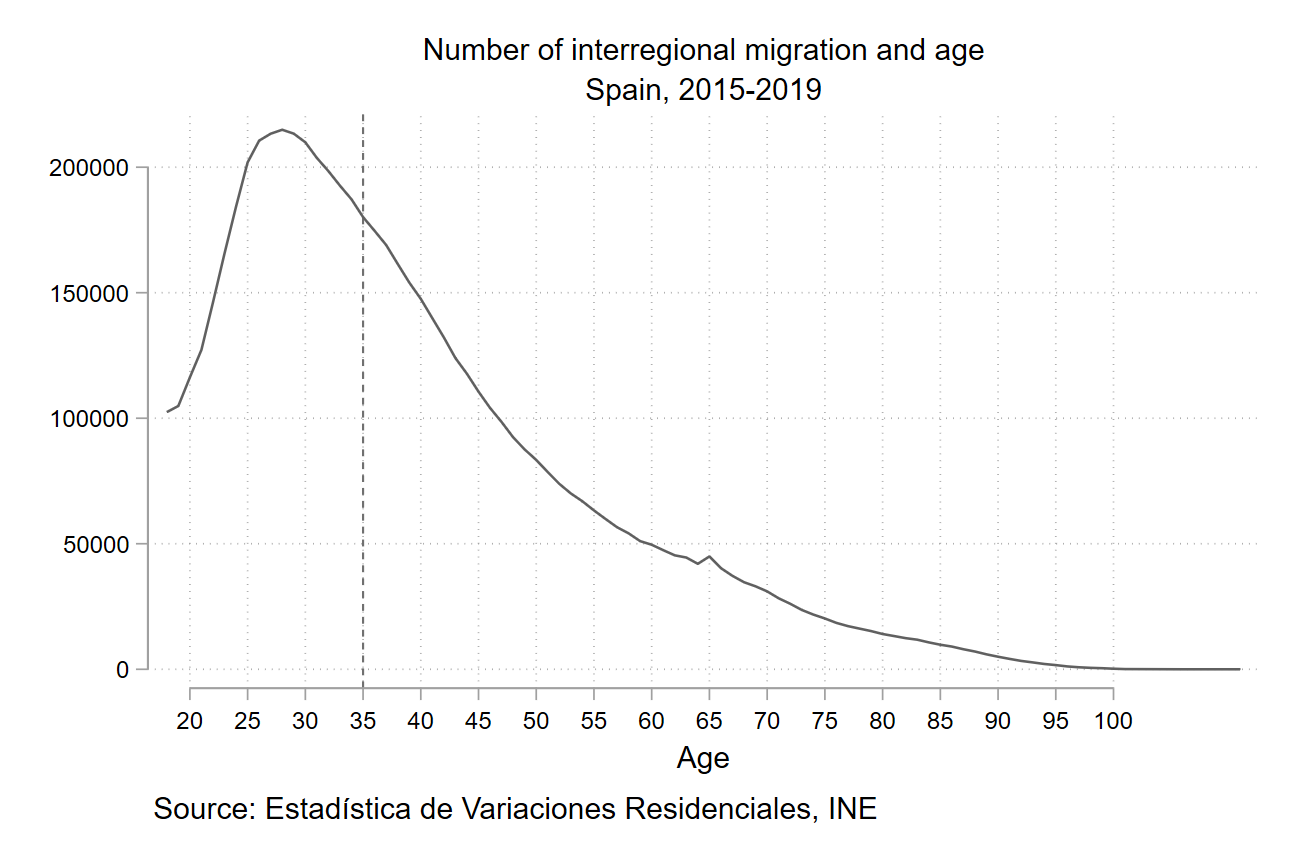 Number of interregional migration and age
Spain, 2015-2019
200000
150000
100000
50000
0
20 25 30 35 40 45 50 55 60 65 70 75 80 85 90 95 100
Age
Source: Estadística de Variaciones Residenciales, INE